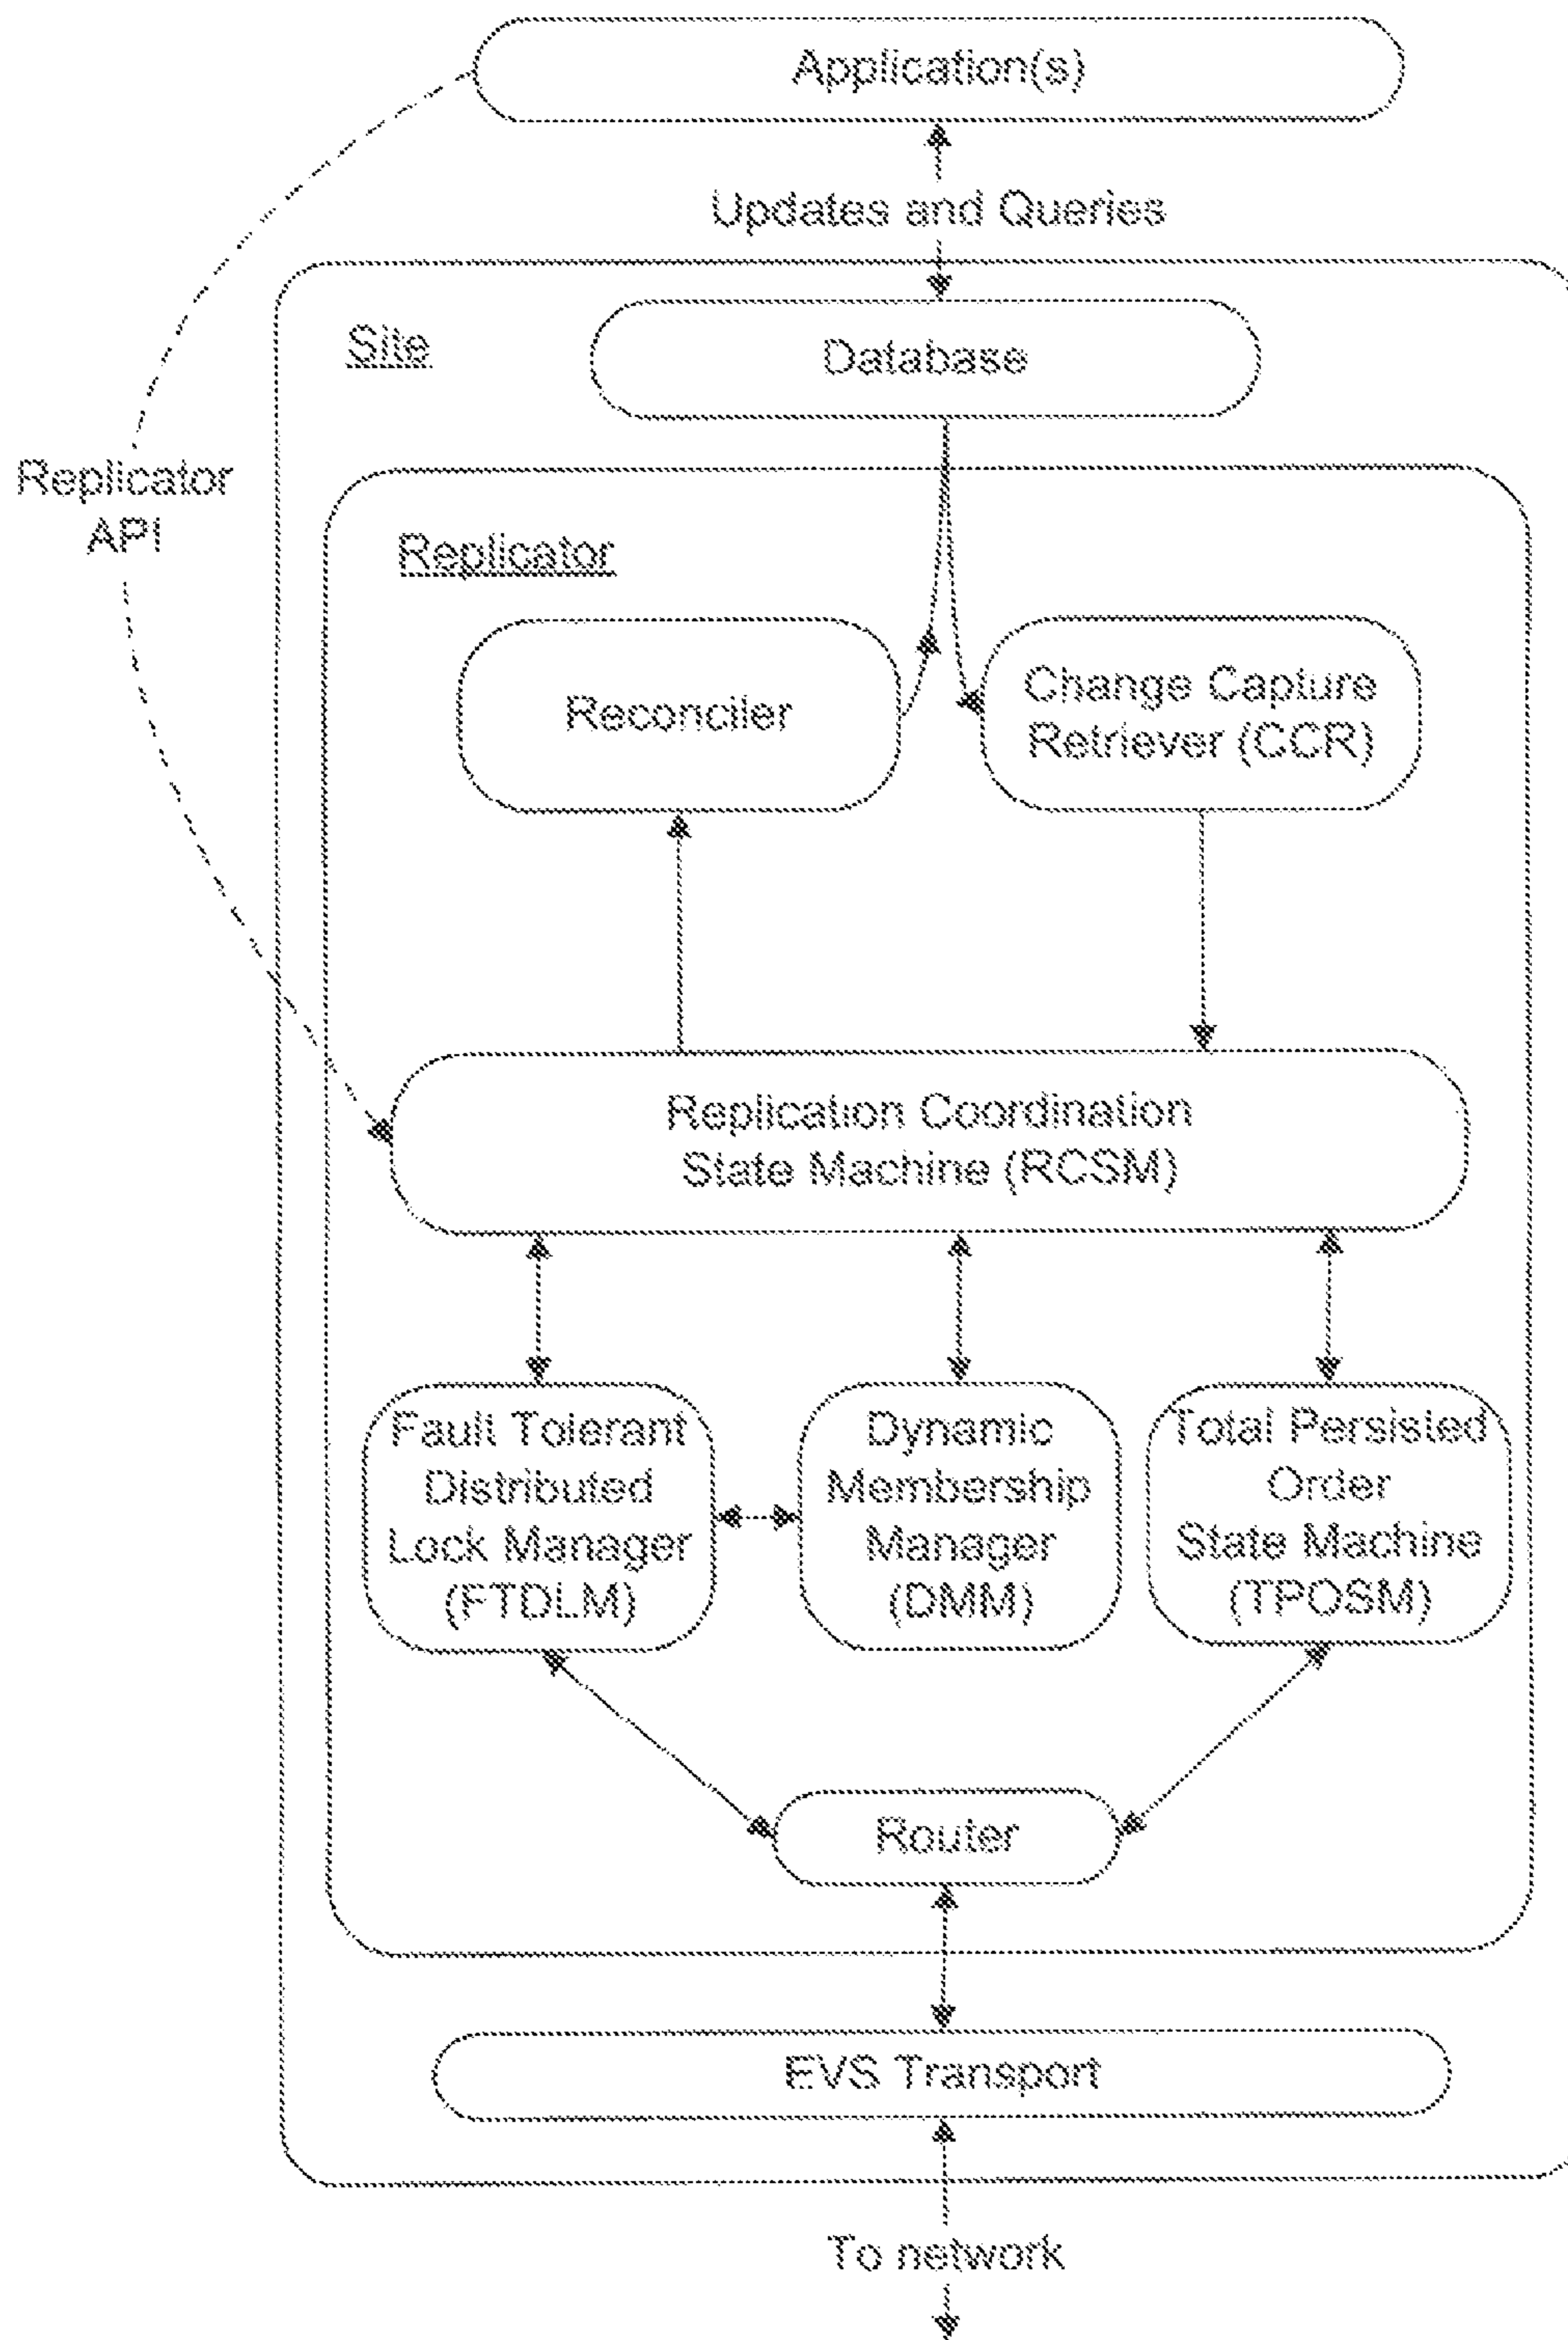 Application(s)
Updates and Queries
Site
Database
Replicator
API
Replicator
Reconciler
Change Capture
Retriever (CCR)
Replication Coordination
State Machine (RCSM)
Fault Tolerant
Distributed
Lock Manager
(FTDLM)
Dynamic
Membership
Manager
(DMM)
Total Persisted
Order
State Machine
(TPOSM)
Router
EVS Transport
To network